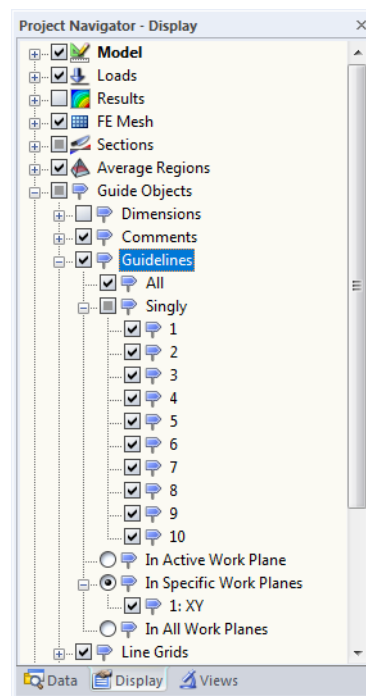 Project Navigator - Display
Model
Loads
Results
FE Mesh
Sections
Average Regions
Guide Objects
Dimensions
Comments
Guidelines
All
Singly
1
2
3
4
5
6
7
8
9
10
In Active Work Plane
In Specific Work Planes
1: XY
In All Work Planes
Line Grids
Data Display Views